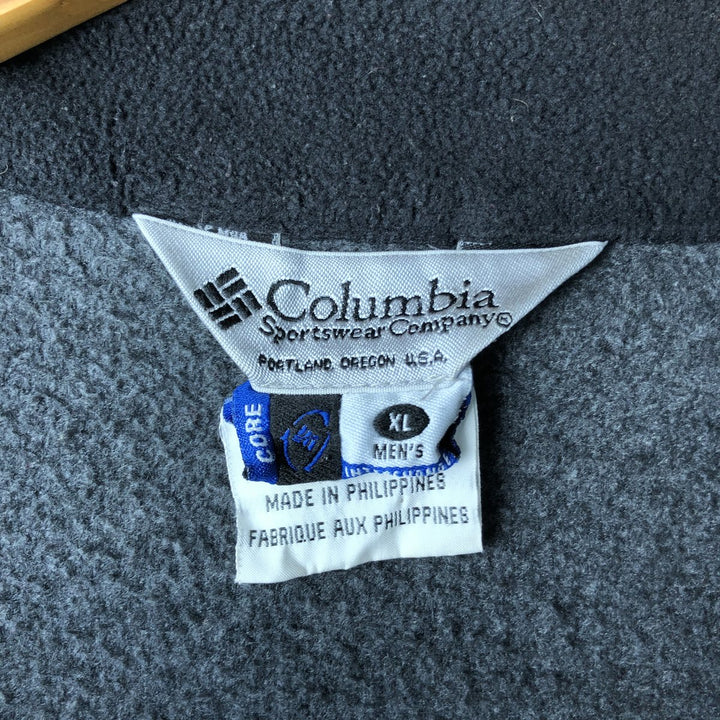 Columbia
Sportswear Company®
PORTLAND, OREGON U.S.A.
CORE
XL
MEN'S
MADE IN PHILIPPINES
FABRIQUE AUX PHILIPPINES